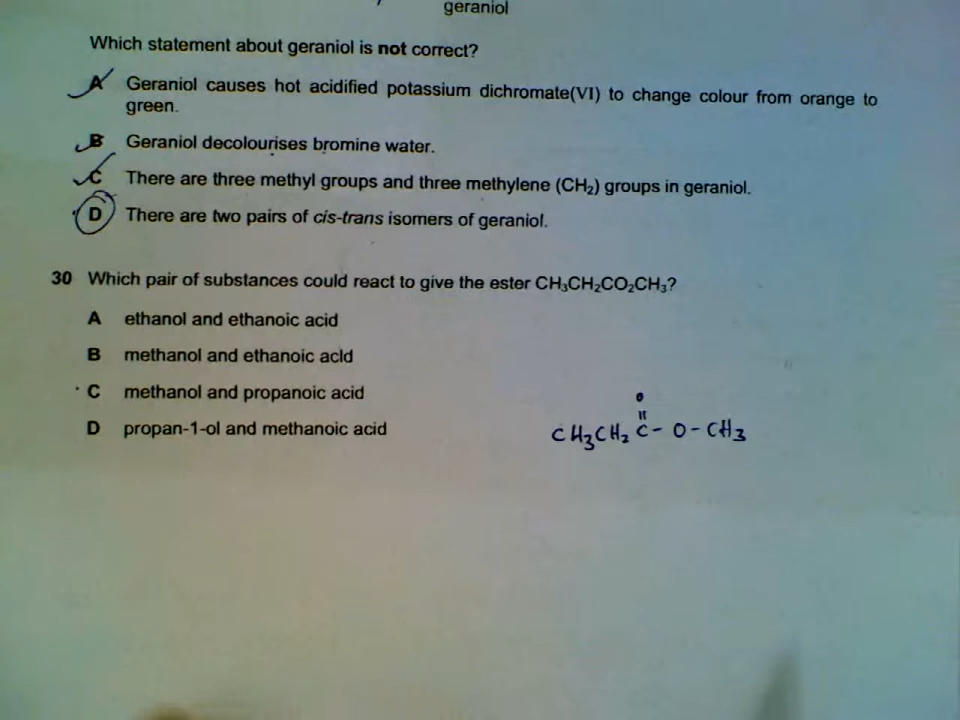 geraniol
Which statement about geraniol is not correct?
A Geraniol causes hot acidified potassium dichromate(VI) to change colour from orange to
green.
B Geraniol decolourises bromine water.
C There are three methyl groups and three methylene (CH₂) groups in geraniol.
D There are two pairs of cis-trans isomers of geraniol.
30 Which pair of substances could react to give the ester CH₃CH₂CO₂CH₃?
A ethanol and ethanoic acid
B methanol and ethanoic acid
C methanol and propanoic acid
D propan-1-ol and methanoic acid
O
||
CH₃CH₂C-O-CH₃